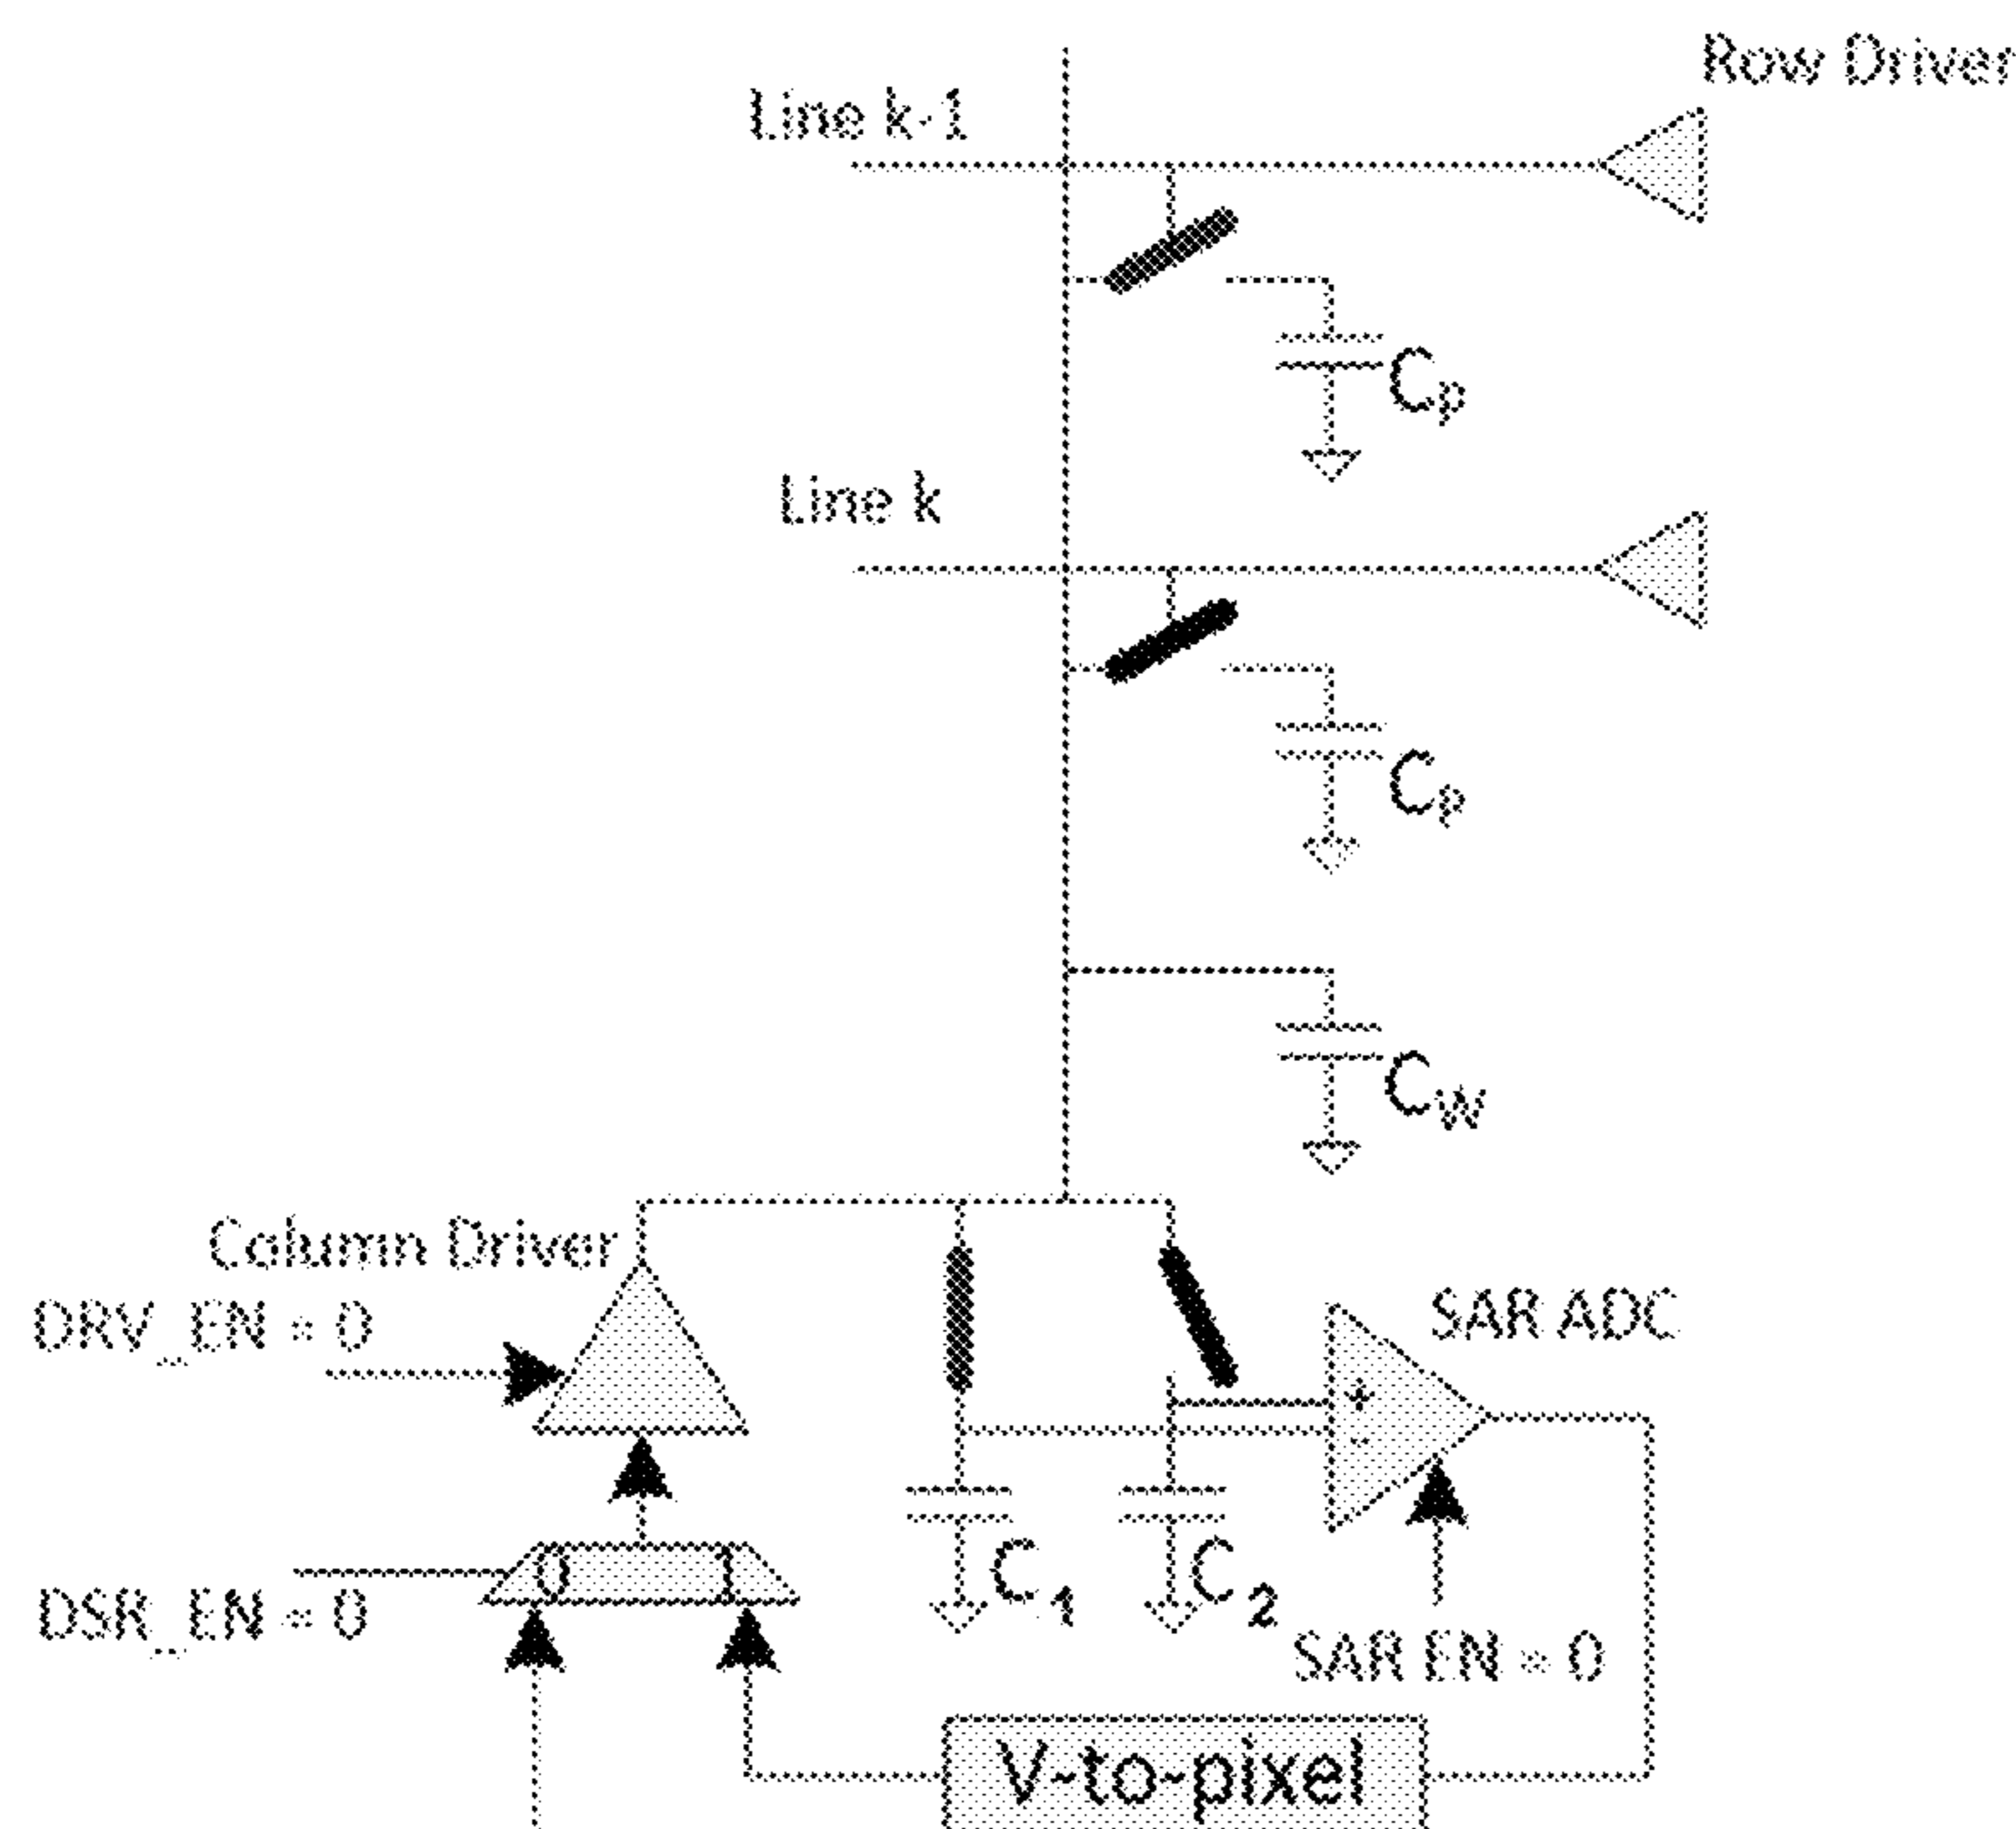 Row Driver
Line k-1
Cp
Line k
Cp
CW
Column Driver
DRV_EN = 0
SAR ADC
+
-
0 1
C1
C2
DSR_EN = 0
SAR EN = 0
V-to-pixel